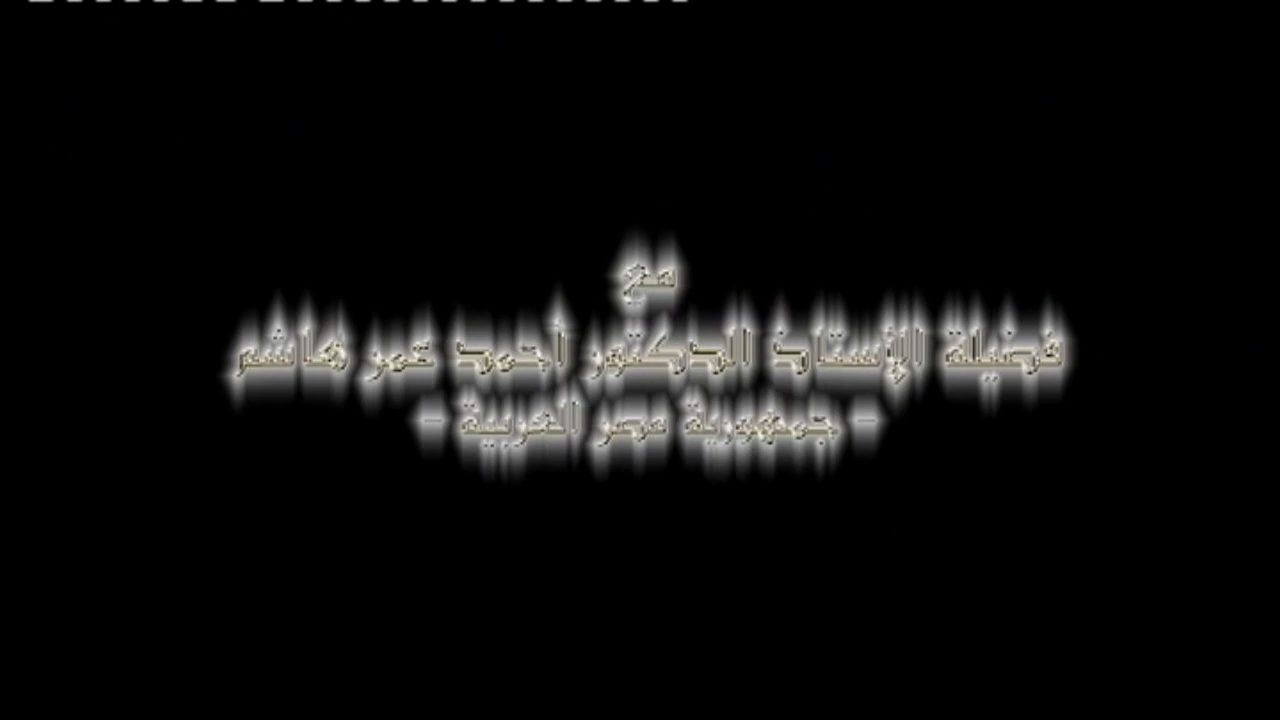 مع
فضيلة الأستاذ الدكتور أحمد عمر هاشم
- جمهورية مصر العربية -